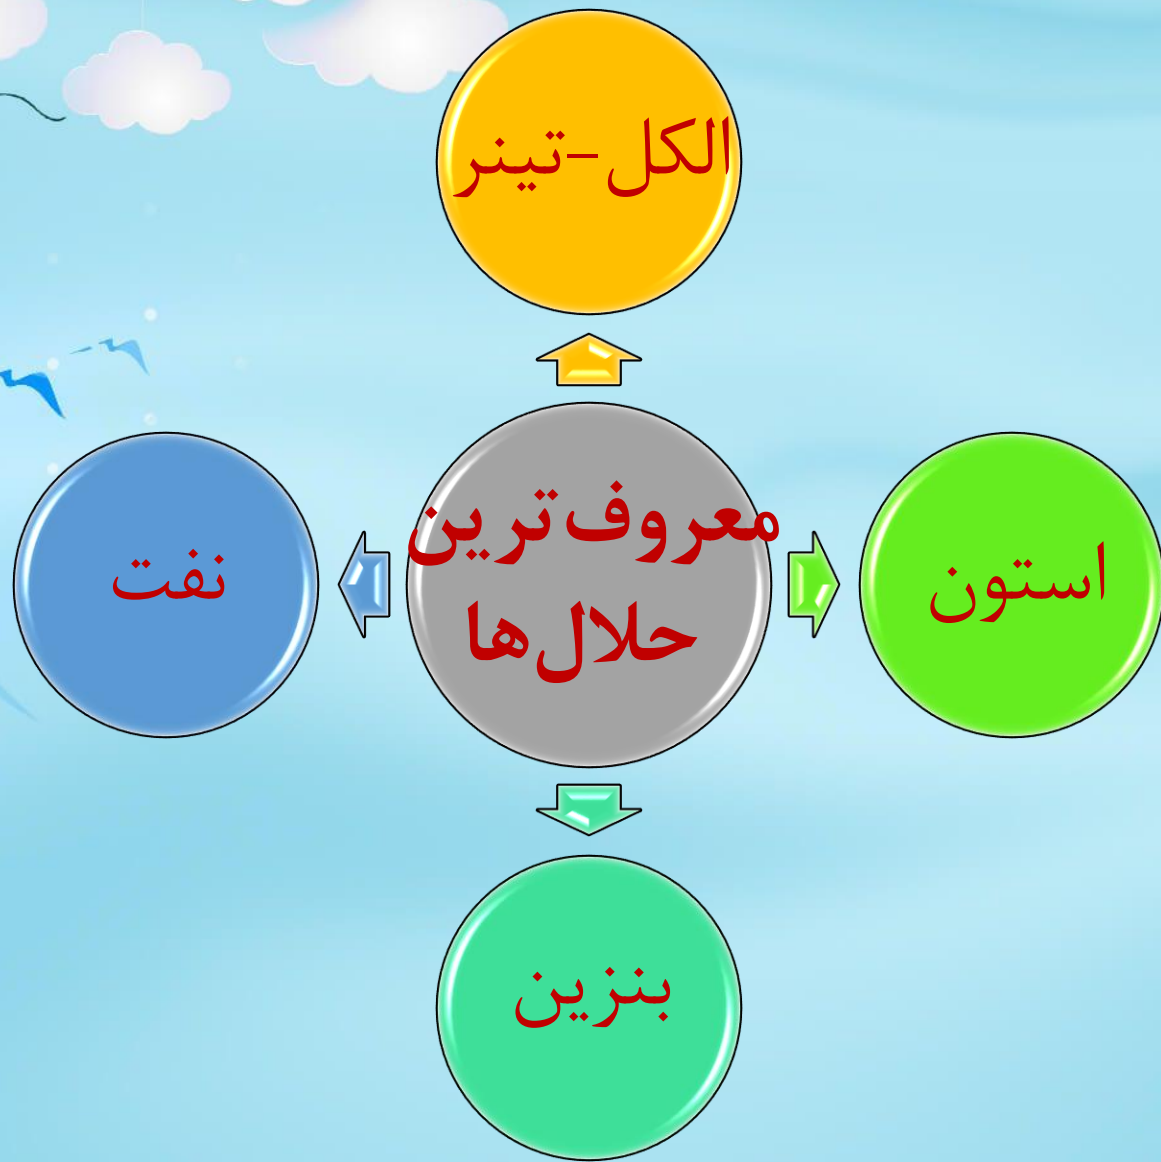 الکل-تینر
معروف‌ترین
حلال‌ها
استون
نفت
بنزین